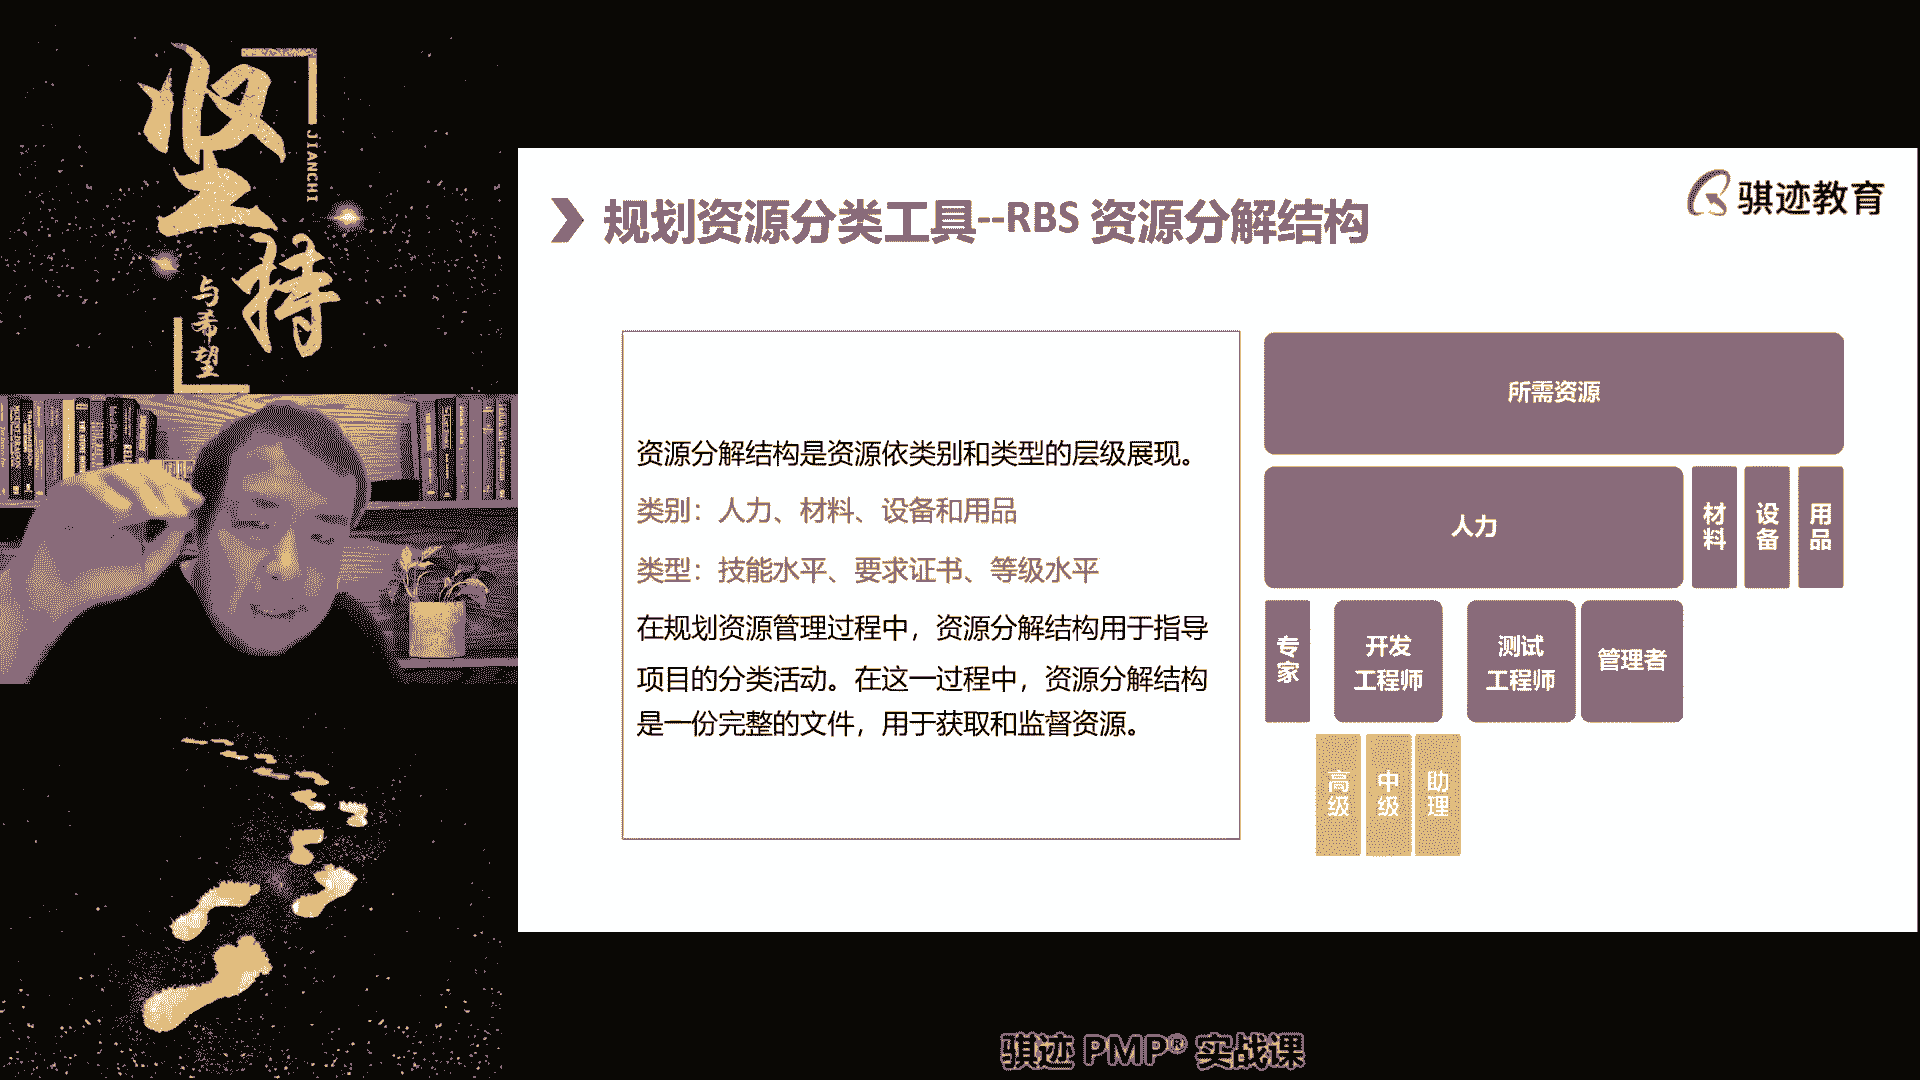 坚持
JIANCHI
与希望
规划资源分类工具--RBS 资源分解结构
骐迹教育
资源分解结构是资源依类别和类型的层级展现。
类别：人力、材料、设备和用品
类型：技能水平、要求证书、等级水平
在规划资源管理过程中，资源分解结构用于指导
项目的分类活动。在这一过程中，资源分解结构
是一份完整的文件，用于获取和监督资源。
所需资源
人力
材料
设备
用品
专家
开发
工程师
测试
工程师
管理者
高级
中级
助理
骐迹 PMP® 实战课